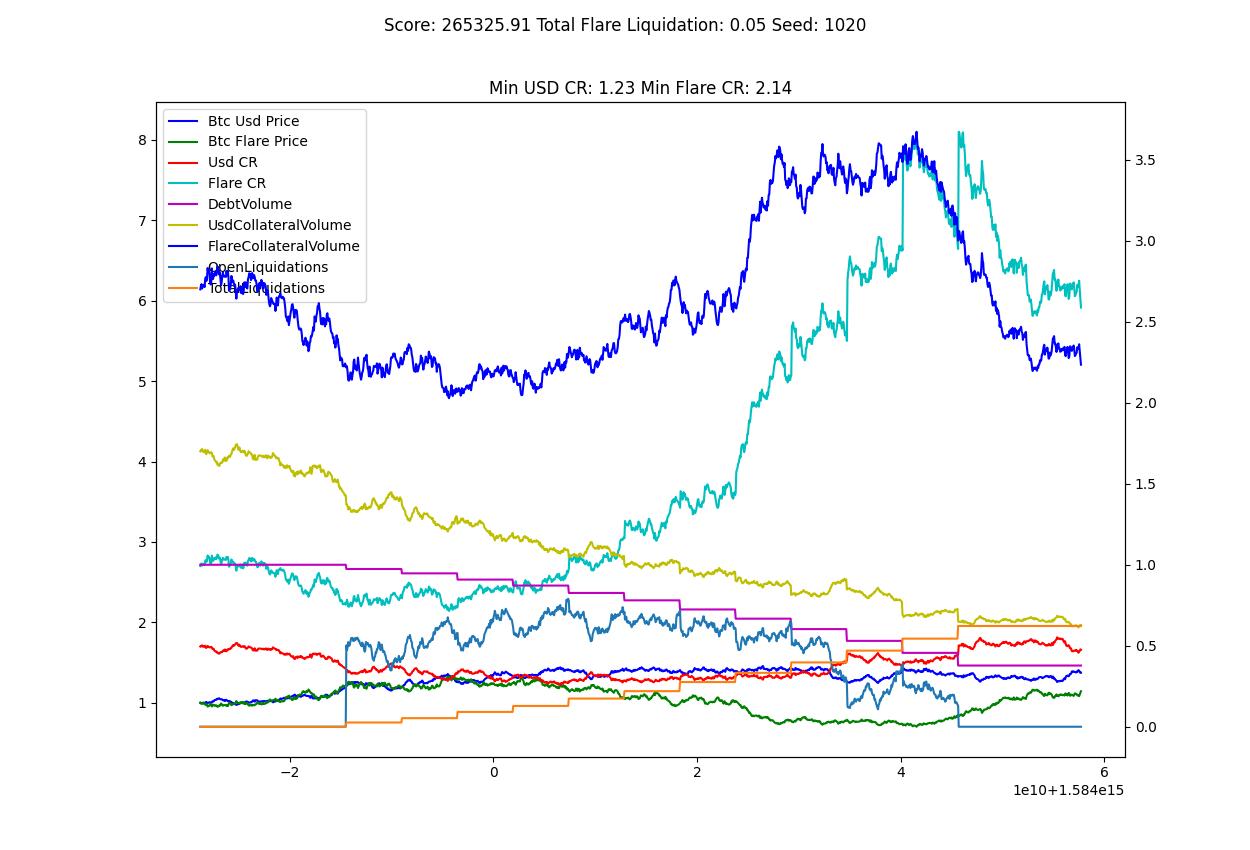 Score: 265325.91 Total Flare Liquidation: 0.05 Seed: 1020
Min USD CR: 1.23 Min Flare CR: 2.14
Btc Usd Price
Btc Flare Price
Usd CR
Flare CR
DebtVolume
UsdCollateralVolume
FlareCollateralVolume
OpenLiquidations
TotalLiquidations
8
7
6
5
4
3
2
1
3.5
3.0
2.5
2.0
1.5
1.0
0.5
0.0
−2
0
2
4
6
1e10+1.584e15